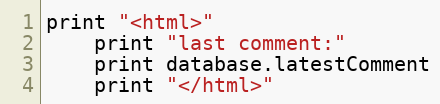 1 print "<html>"
2     print "last comment:"
3     print database.latestComment
4     print "</html>"